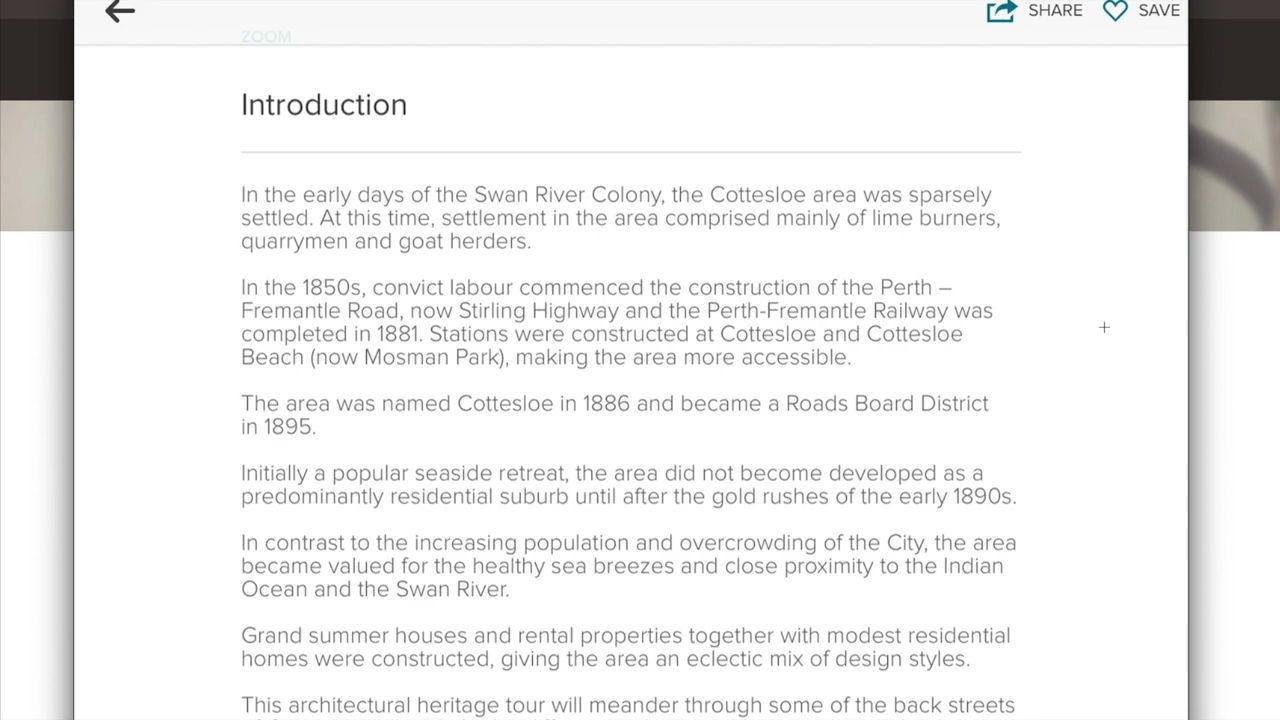 SHARE SAVE
ZOOM
Introduction
In the early days of the Swan River Colony, the Cottesloe area was sparsely
settled. At this time, settlement in the area comprised mainly of lime burners,
quarrymen and goat herders.
In the 1850s, convict labour commenced the construction of the Perth –
Fremantle Road, now Stirling Highway and the Perth-Fremantle Railway was
completed in 1881. Stations were constructed at Cottesloe and Cottesloe
Beach (now Mosman Park), making the area more accessible.
The area was named Cottesloe in 1886 and became a Roads Board District
in 1895.
Initially a popular seaside retreat, the area did not become developed as a
predominantly residential suburb until after the gold rushes of the early 1890s.
In contrast to the increasing population and overcrowding of the City, the area
became valued for the healthy sea breezes and close proximity to the Indian
Ocean and the Swan River.
Grand summer houses and rental properties together with modest residential
homes were constructed, giving the area an eclectic mix of design styles.
This architectural heritage tour will meander through some of the back streets